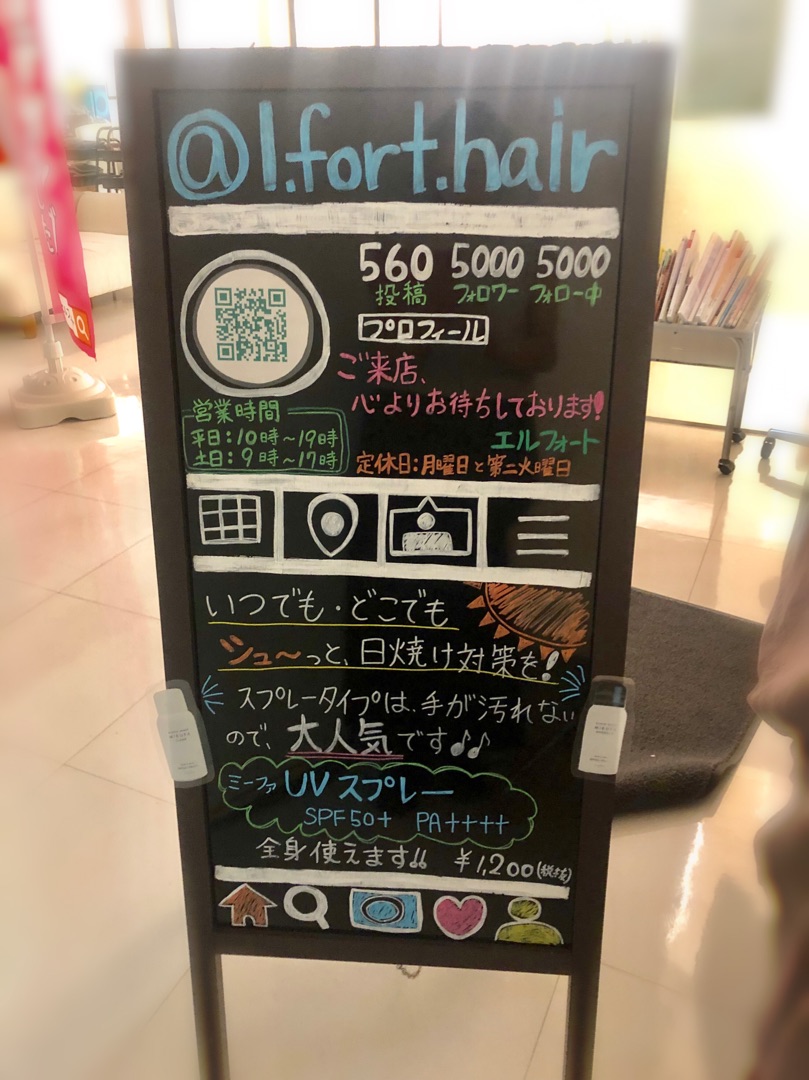 @l.fort.hair
560 5000 5000
投稿 フォロワー フォロー中
プロフィール
ご来店、
心よりお待ちしております!
エルフォート
定休日:月曜日と第二火曜日
営業時間
平日:10時〜19時
土日:9時〜17時
いつでも・どこでも
シュ〜っと、日焼け対策を!
スプレータイプは、手が汚れない
ので、大人気です♪♪
ミーファ UVスプレー
SPF50+ PA++++
全身使えます!! ¥1,200(税抜)